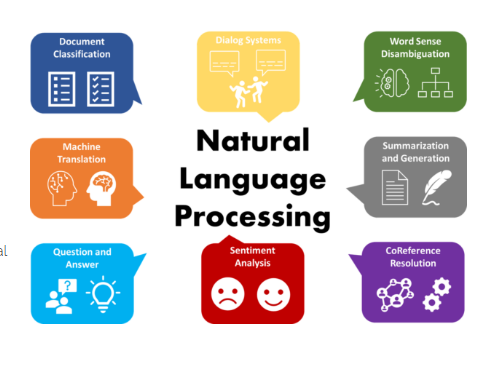 Document
Classification
Dialog Systems
Word Sense
Disambiguation
Natural
Language
Processing
Machine
Translation
Summarization
and Generation
al
Question and
Answer
?
Sentiment
Analysis
CoReference
Resolution